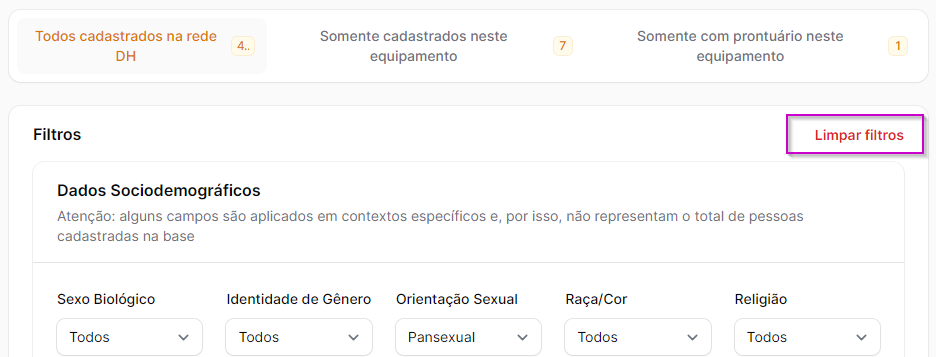 Todos cadastrados na rede
DH
4..
Somente cadastrados neste
equipamento
7
Somente com prontuário neste
equipamento
1
Filtros
Limpar filtros
Dados Sociodemográficos
Atenção: alguns campos são aplicados em contextos específicos e, por isso, não representam o total de pessoas
cadastradas na base
Sexo Biológico
Identidade de Gênero
Orientação Sexual
Raça/Cor
Religião
Todos
Todos
Pansexual
Todos
Todos